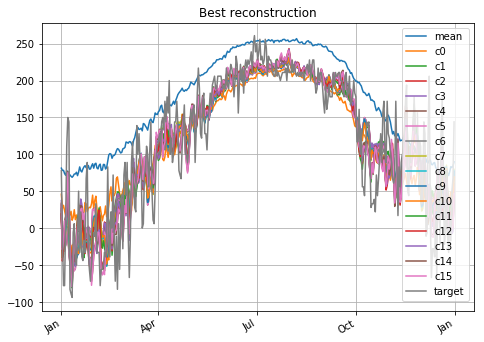 Best reconstruction
250
200
150
100
50
0
−50
−100
Jan
Apr
Jul
Oct
Jan
mean
c0
c1
c2
c3
c4
c5
c6
c7
c8
c9
c10
c11
c12
c13
c14
c15
target